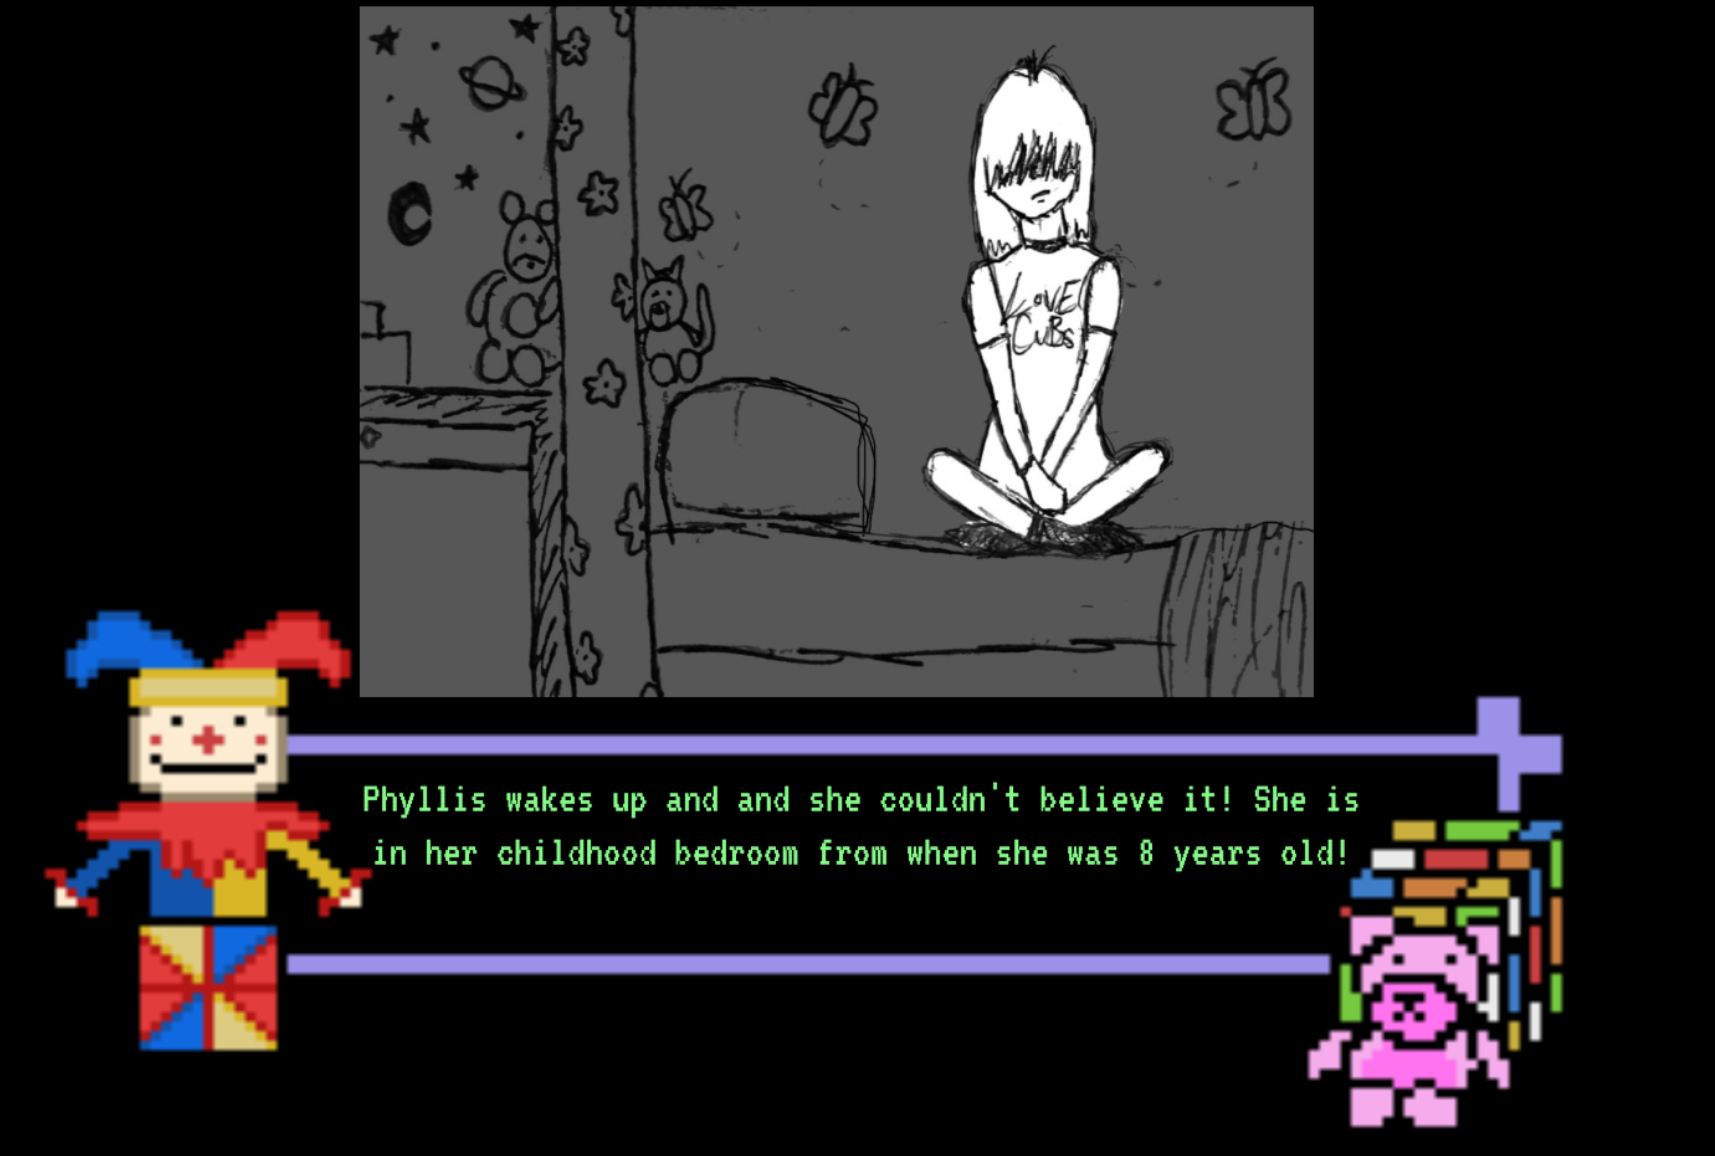 LOVE
CUBS
Phyllis wakes up and and she couldn't believe it! She is
in her childhood bedroom from when she was 8 years old!